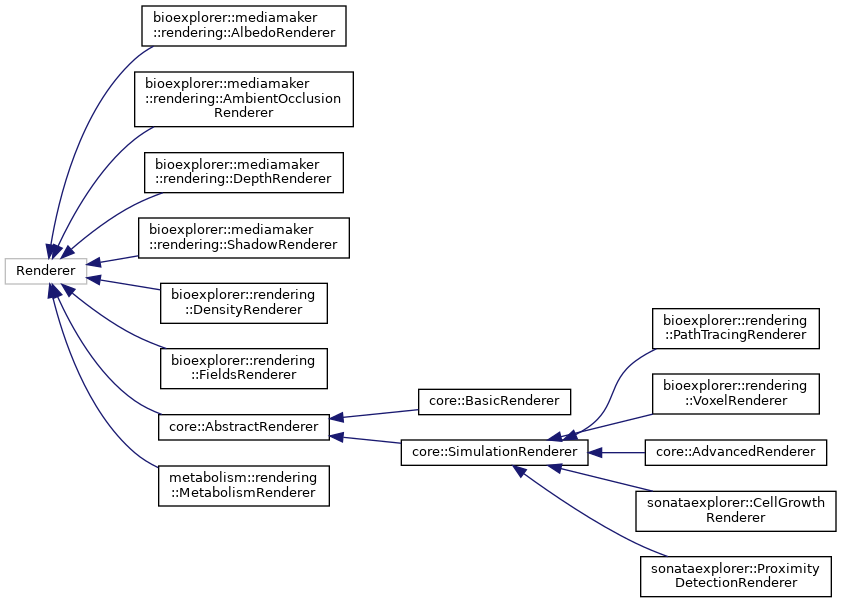 bioexplorer::mediamaker
::rendering::AlbedoRenderer
bioexplorer::mediamaker
::rendering::AmbientOcclusion
Renderer
bioexplorer::mediamaker
::rendering::DepthRenderer
bioexplorer::mediamaker
::rendering::ShadowRenderer
Renderer
bioexplorer::rendering
::DensityRenderer
bioexplorer::rendering
::FieldsRenderer
core::AbstractRenderer
metabolism::rendering
::MetabolismRenderer
core::BasicRenderer
core::SimulationRenderer
bioexplorer::rendering
::PathTracingRenderer
bioexplorer::rendering
::VoxelRenderer
core::AdvancedRenderer
sonataexplorer::CellGrowth
Renderer
sonataexplorer::Proximity
DetectionRenderer